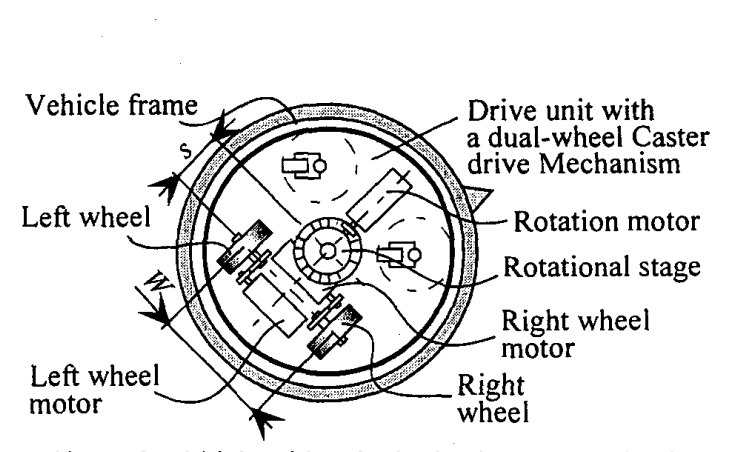 Vehicle frame
Drive unit with
a dual-wheel Caster
drive Mechanism
s
Left wheel
Rotation motor
Rotational stage
W
Right wheel
motor
Left wheel
motor
Right
wheel